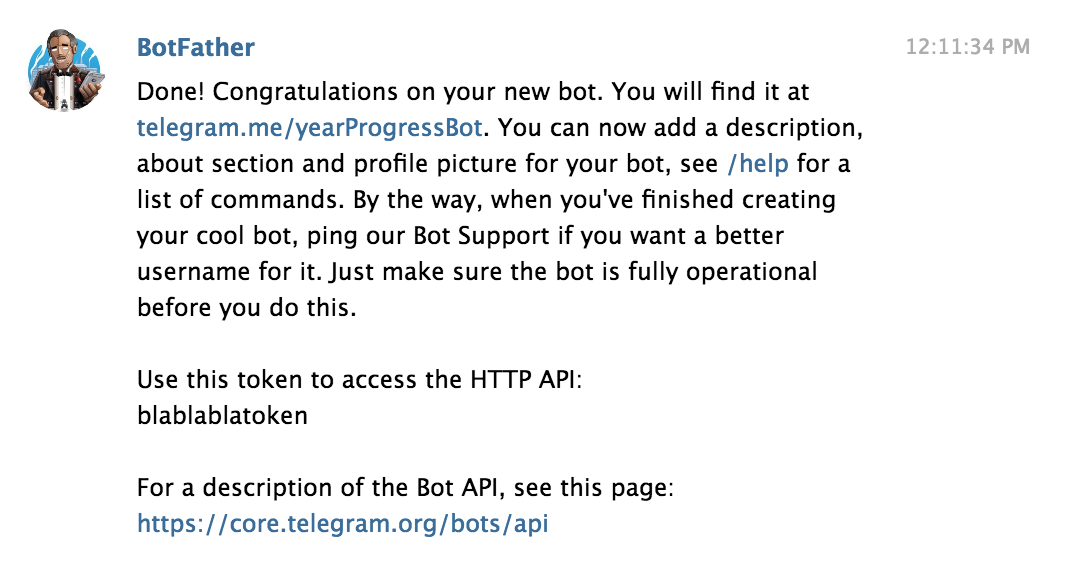 BotFather
12:11:34 PM
Done! Congratulations on your new bot. You will find it at
telegram.me/yearProgressBot. You can now add a description,
about section and profile picture for your bot, see /help for a
list of commands. By the way, when you've finished creating
your cool bot, ping our Bot Support if you want a better
username for it. Just make sure the bot is fully operational
before you do this.
Use this token to access the HTTP API:
blablablatoken
For a description of the Bot API, see this page:
https://core.telegram.org/bots/api